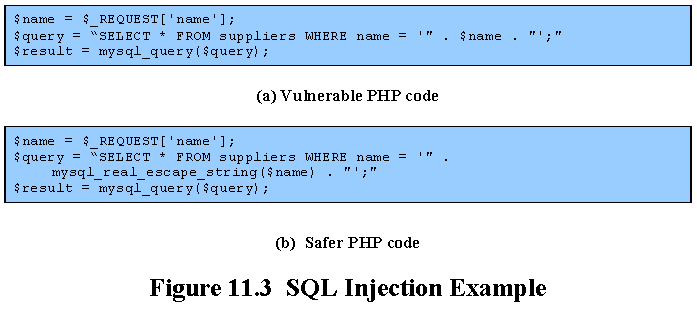 $name = $_REQUEST['name'];
$query = “SELECT * FROM suppliers WHERE name = '" . $name . "';"
$result = mysql_query($query);
(a) Vulnerable PHP code
$name = $_REQUEST['name'];
$query = “SELECT * FROM suppliers WHERE name = '" .
mysql_real_escape_string($name) . "';"
$result = mysql_query($query);
(b) Safer PHP code
Figure 11.3 SQL Injection Example